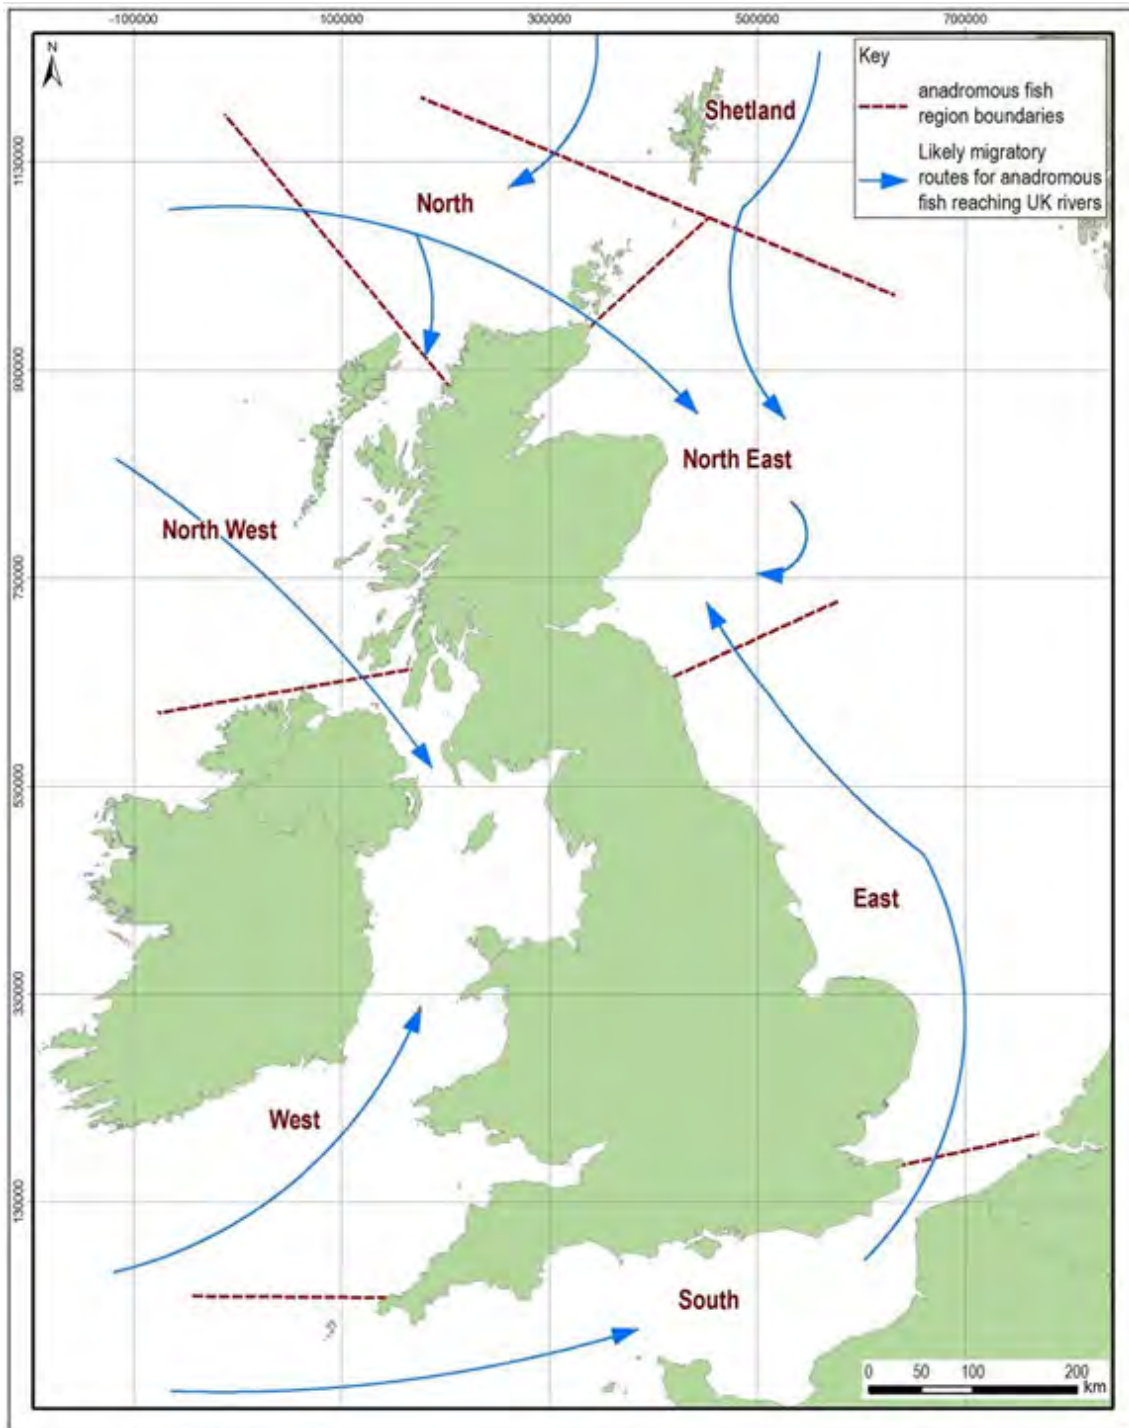 -100000
100000
300000
500000
700000
N
Key
anadromous fish
region boundaries
Likely migratory
routes for anadromous
fish reaching UK rivers
Shetland
1130000
North
930000
North East
North West
730000
530000
East
330000
West
130000
South
0 50 100 200
km